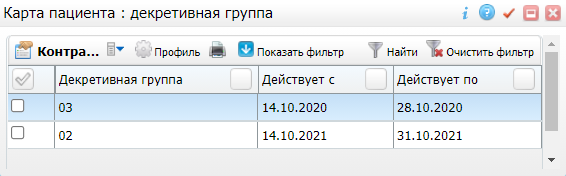 Карта пациента : декретивная группа
Контра... Профиль Показать фильтр Найти Очистить фильтр
Декретивная группа Действует с Действует по
03 14.10.2020 28.10.2020
02 14.10.2021 31.10.2021